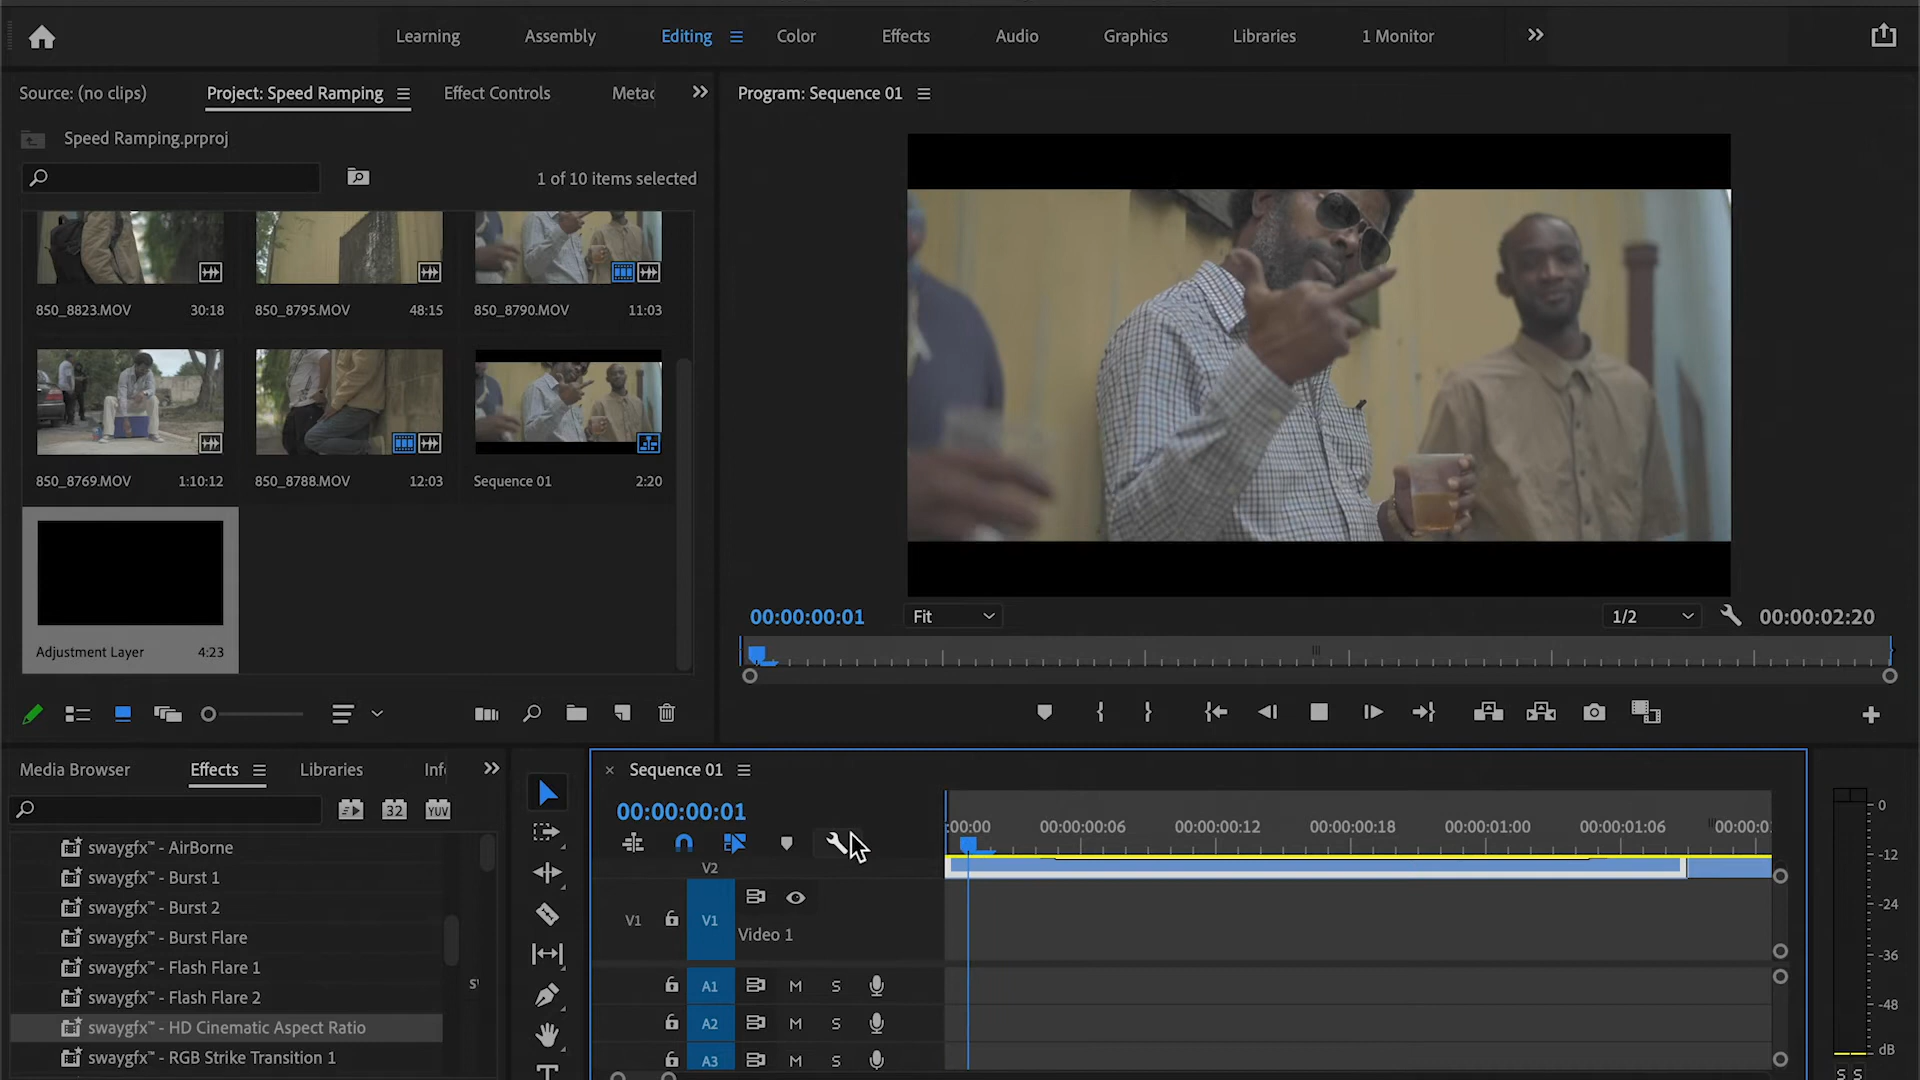 Learning Assembly Editing Color Effects Audio Graphics Libraries 1 Monitor
Source: (no clips) Project: Speed Ramping Effect Controls Metac
Program: Sequence 01
Speed Ramping.prproj
1 of 10 items selected
850_8823.MOV 30:18 850_8795.MOV 48:15 850_8790.MOV 11:03
850_8769.MOV 1:10:12 850_8788.MOV 12:03 Sequence 01 2:20
Adjustment Layer 4:23
00:00:00:01 Fit 1/2 00:00:02:20
Media Browser Effects Libraries Inf
32 YUV
swaygfx™ - AirBorne
swaygfx™ - Burst 1
swaygfx™ - Burst 2
swaygfx™ - Burst Flare
swaygfx™ - Flash Flare 1
swaygfx™ - Flash Flare 2
swaygfx™ - HD Cinematic Aspect Ratio
swaygfx™ - RGB Strike Transition 1
× Sequence 01
00:00:00:01
:00:00 00:00:00:06 00:00:00:12 00:00:00:18 00:00:01:00 00:00:01:06 00:00:0
V2
V1 V1
Video 1
A1 M S
A2 M S
A3 M S
0
-12
-24
-36
-48
dB
S S